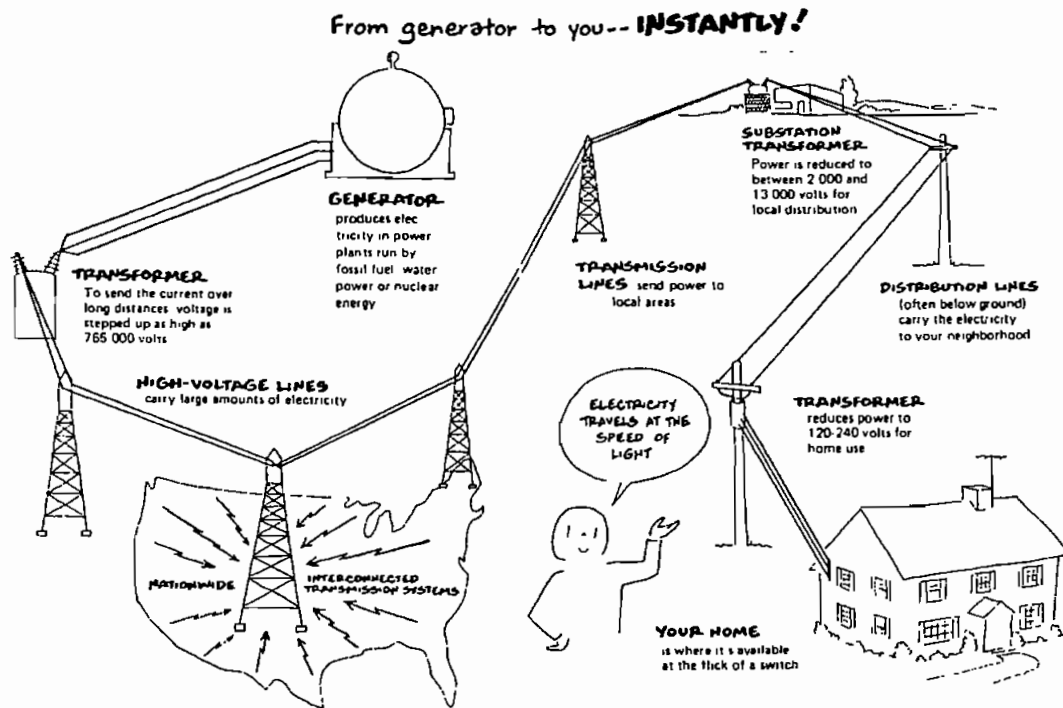 From generator to you-- INSTANTLY!
GENERATOR
produces elec
tricity in power
plants run by
fossil fuel water
power or nuclear
energy
TRANSFORMER
To send the current over
long distances voltage is
stepped up as high as
765 000 volts
HIGH-VOLTAGE LINES
carry large amounts of electricity
NATIONWIDE
INTERCONNECTED
TRANSMISSION SYSTEMS
TRANSMISSION
LINES send power to
local areas
SUBSTATION
TRANSFORMER
Power is reduced to
between 2 000 and
13 000 volts for
local distribution
DISTRIBUTION LINES
(often below ground)
carry the electricity
to your neighborhood
TRANSFORMER
reduces power to
120-240 volts for
home use
ELECTRICITY
TRAVELS AT THE
SPEED OF
LIGHT
YOUR HOME
is where it s available
at the flick of a switch